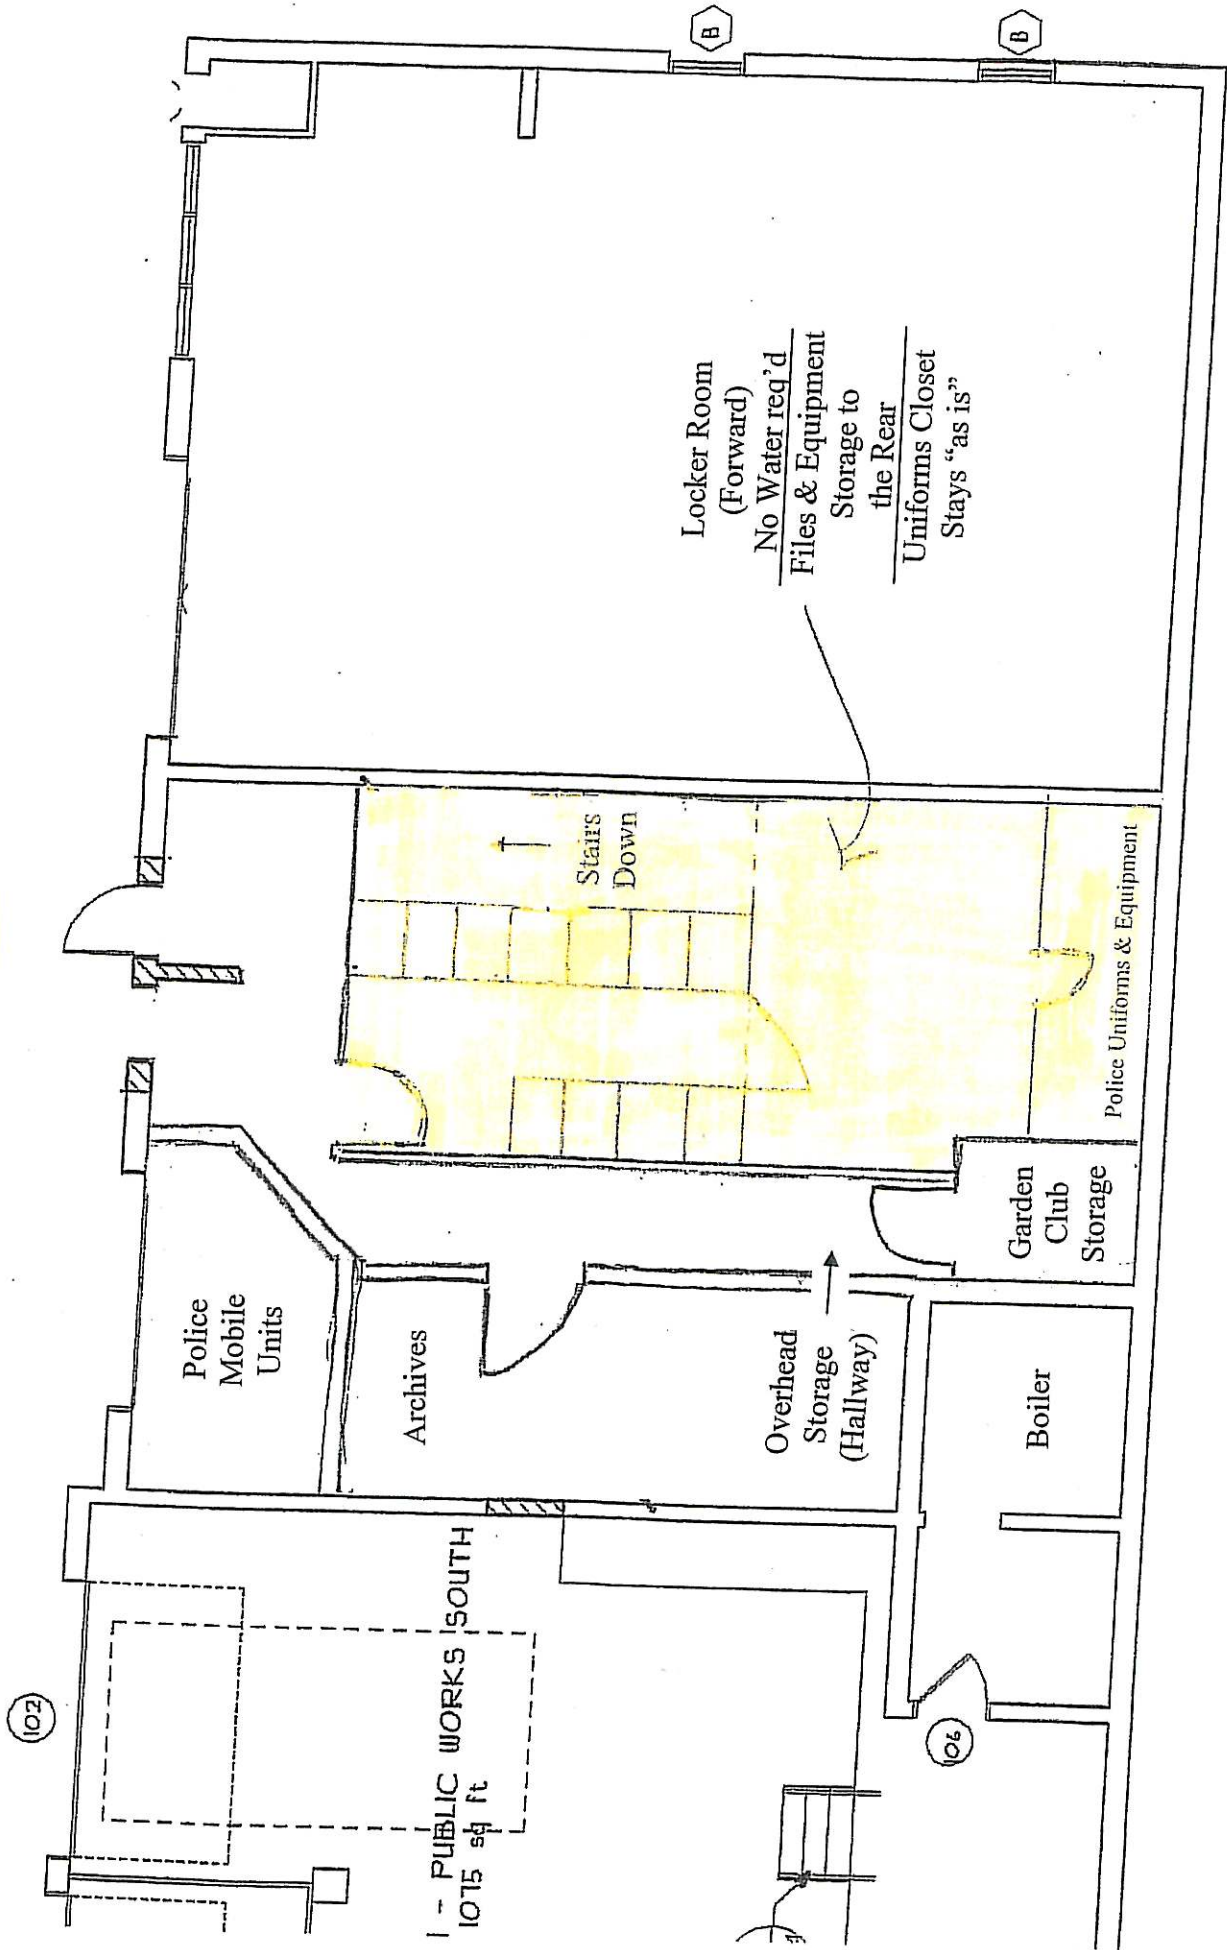 102
1 - PUBLIC WORKS SOUTH
1075 sq ft
106
Police
Mobile
Units
Archives
Overhead
Storage
(Hallway)
Boiler
Garden
Club
Storage
Stairs
Down
Police Uniforms & Equipment
Locker Room
(Forward)
No Water req’d
Files & Equipment
Storage to
the Rear
Uniforms Closet
Stays “as is”
B
B